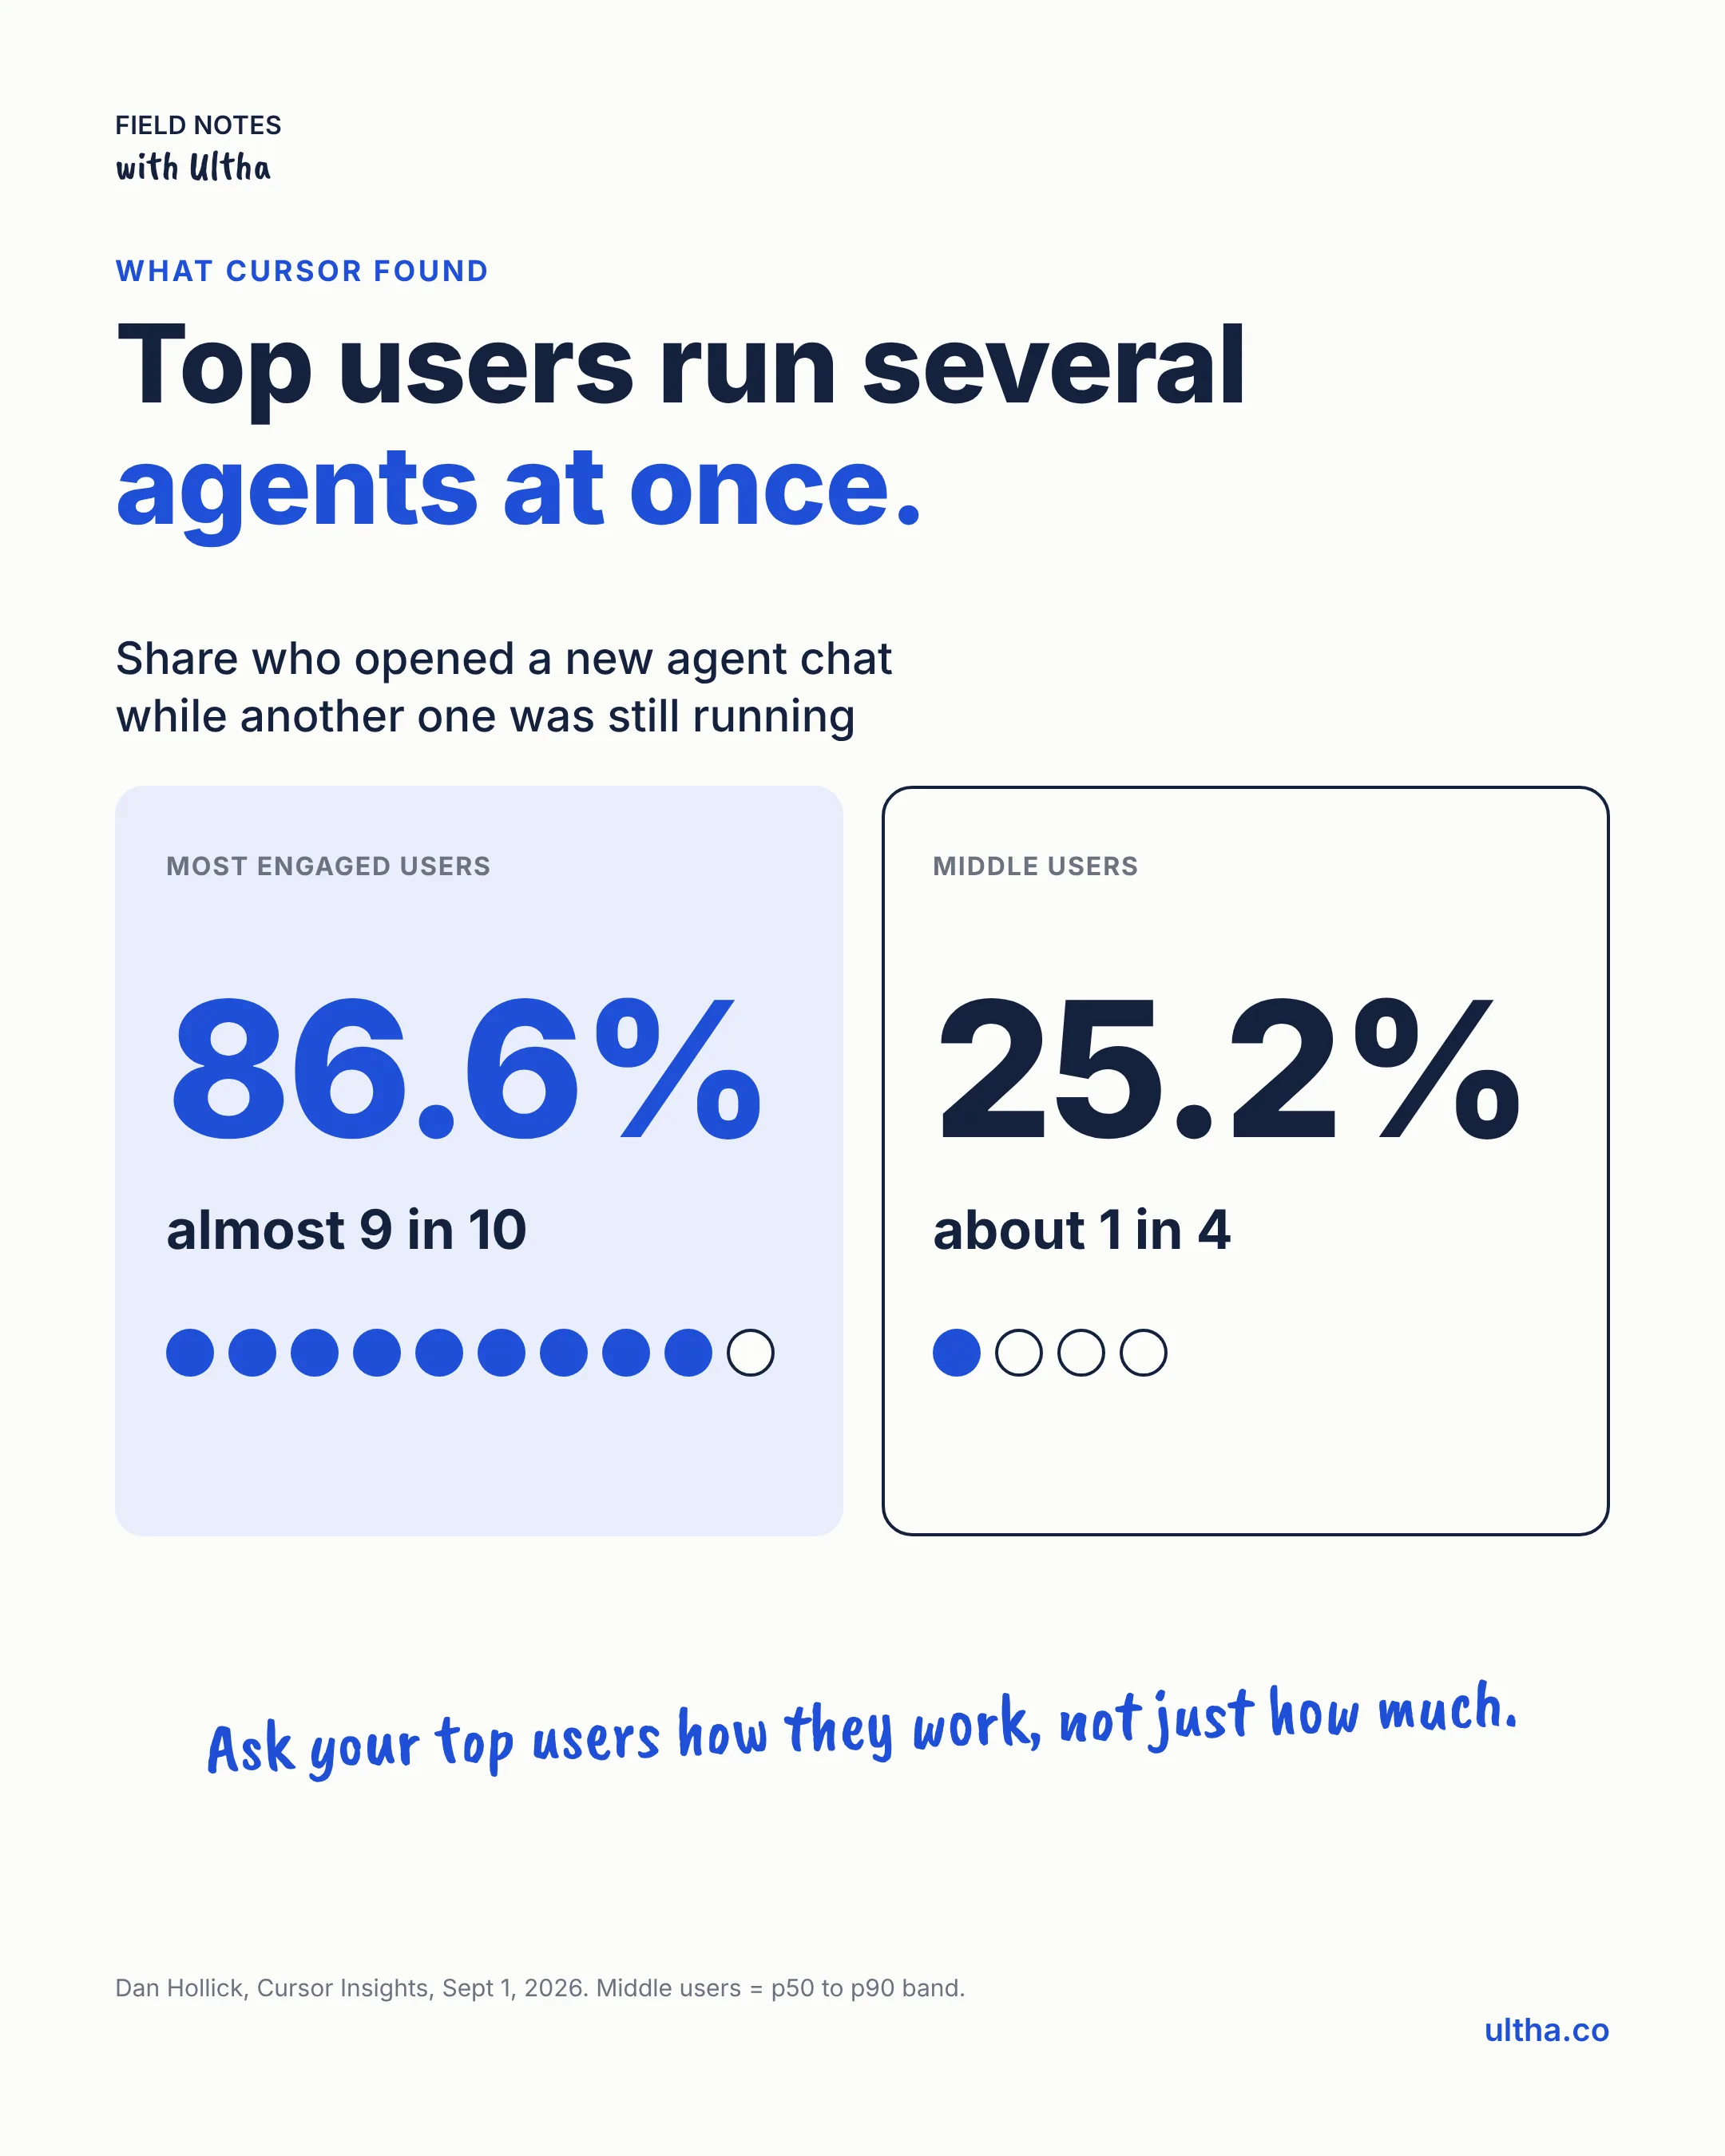 FIELD NOTES
with Ultha
WHAT CURSOR FOUND
Top users run several
agents at once.
Share who opened a new agent chat
while another one was still running
MOST ENGAGED USERS
86.6%
almost 9 in 10
MIDDLE USERS
25.2%
about 1 in 4
Ask your top users how they work, not just how much.
Dan Hollick, Cursor Insights, Sept 1, 2026. Middle users = p50 to p90 band.
ultha.co